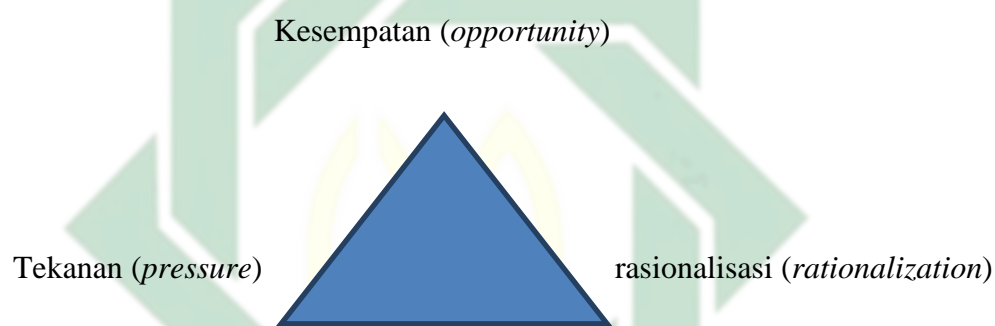 Kesempatan (opportunity)
Tekanan (pressure)
rasionalisasi (rationalization)